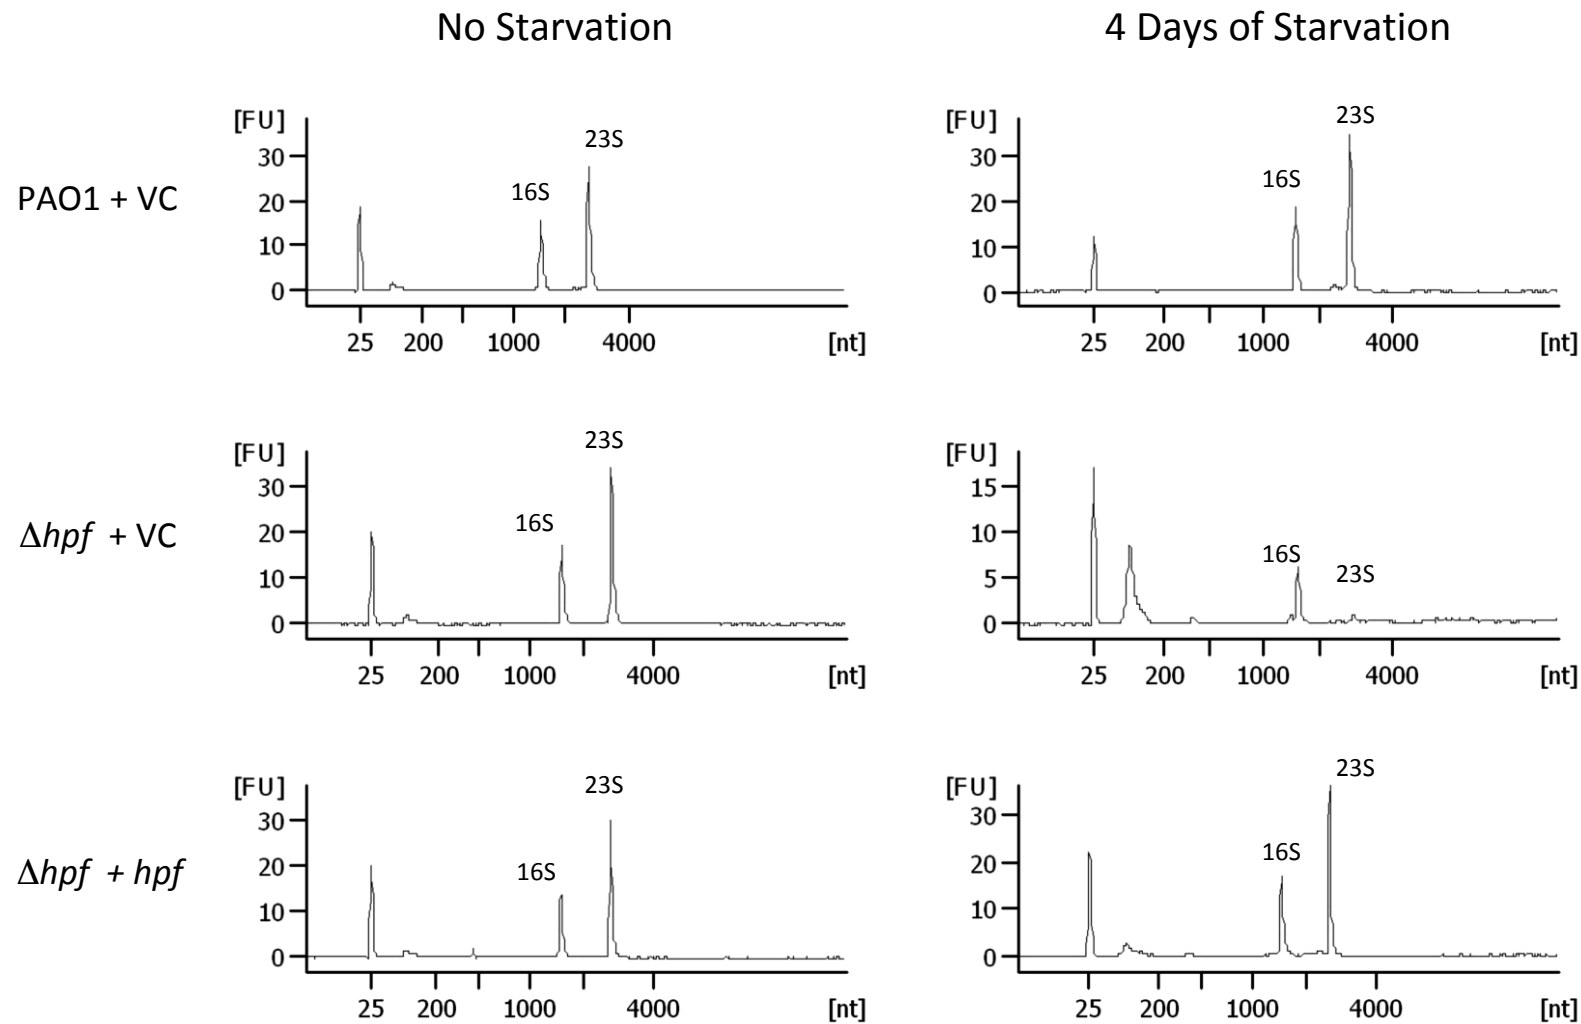 No Starvation 4 Days of Starvation
PAO1 + VC
[FU]
30
20
10
0
16S
23S
25 200 1000 4000 [nt]
[FU]
30
20
10
0
16S
23S
25 200 1000 4000 [nt]
Δhpf + VC
[FU]
30
20
10
0
16S
23S
25 200 1000 4000 [nt]
[FU]
15
10
5
0
16S
23S
25 200 1000 4000 [nt]
Δhpf + hpf
[FU]
30
20
10
0
16S
23S
25 200 1000 4000 [nt]
[FU]
30
20
10
0
16S
23S
25 200 1000 4000 [nt]